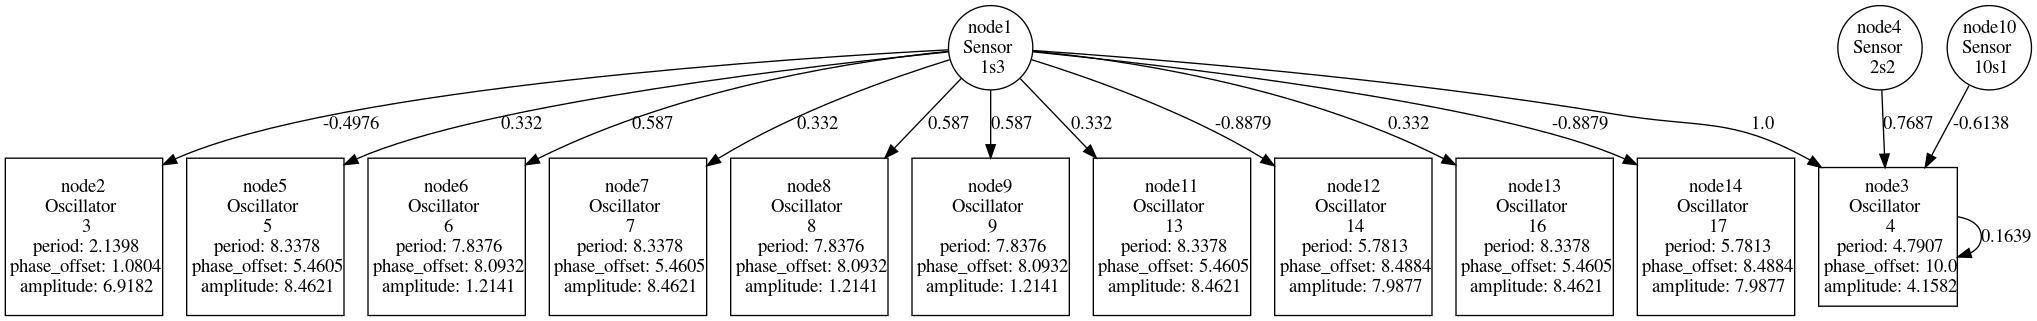 node1
Sensor
1s3
node4
Sensor
2s2
node10
Sensor
10s1
-0.4976
0.332
0.587
0.332
0.587
0.587
0.332
-0.8879
0.332
-0.8879
1.0
0.7687
-0.6138
node2
Oscillator
3
period: 2.1398
phase_offset: 1.0804
amplitude: 6.9182
node5
Oscillator
5
period: 8.3378
phase_offset: 5.4605
amplitude: 8.4621
node6
Oscillator
6
period: 7.8376
phase_offset: 8.0932
amplitude: 1.2141
node7
Oscillator
7
period: 8.3378
phase_offset: 5.4605
amplitude: 8.4621
node8
Oscillator
8
period: 7.8376
phase_offset: 8.0932
amplitude: 1.2141
node9
Oscillator
9
period: 7.8376
phase_offset: 8.0932
amplitude: 1.2141
node11
Oscillator
13
period: 8.3378
phase_offset: 5.4605
amplitude: 8.4621
node12
Oscillator
14
period: 5.7813
phase_offset: 8.4884
amplitude: 7.9877
node13
Oscillator
16
period: 8.3378
phase_offset: 5.4605
amplitude: 8.4621
node14
Oscillator
17
period: 5.7813
phase_offset: 8.4884
amplitude: 7.9877
node3
Oscillator
4
period: 4.7907
phase_offset: 10.0
amplitude: 4.1582
0.1639